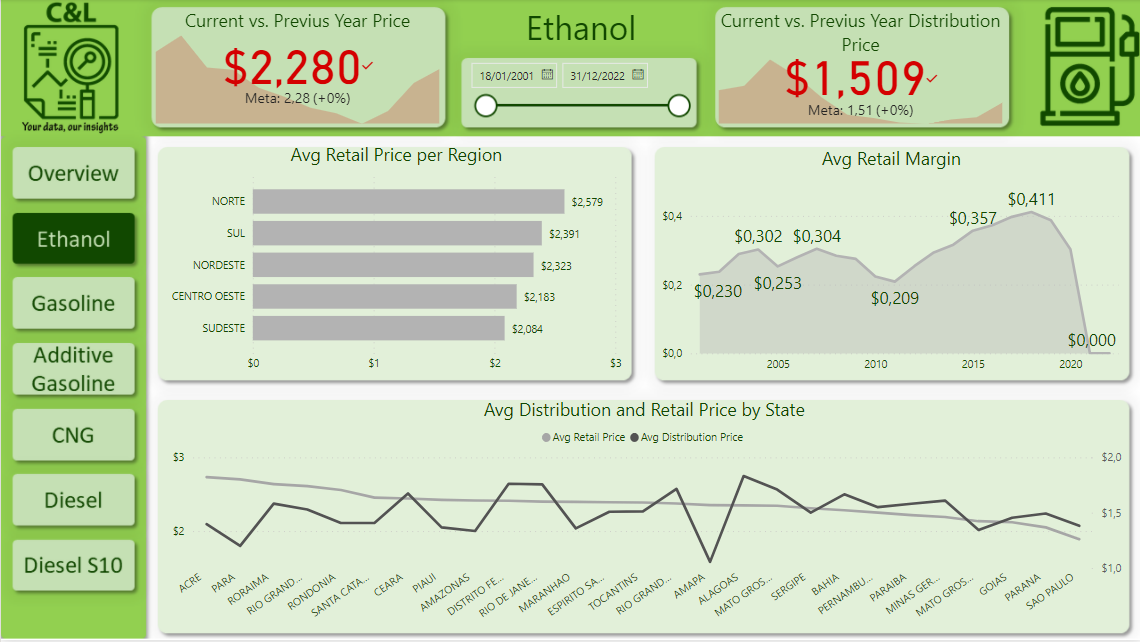 C&L
Your data, our insights
Current vs. Previus Year Price
$2,280
Meta: 2,28 (+0%)
Ethanol
18/01/2001
31/12/2022
Current vs. Previus Year Distribution
Price
$1,509
Meta: 1,51 (+0%)
Overview
Ethanol
Gasoline
Additive
Gasoline
CNG
Diesel
Diesel S10
Avg Retail Price per Region
NORTE
$2,579
SUL
$2,391
NORDESTE
$2,323
CENTRO OESTE
$2,183
SUDESTE
$2,084
$0
$1
$2
$3
Avg Retail Margin
$0,4
$0,2
$0,0
$0,230
$0,302
$0,253
$0,304
$0,209
$0,357
$0,411
$0,000
2005
2010
2015
2020
Avg Distribution and Retail Price by State
Avg Retail Price
Avg Distribution Price
$3
$2
$2,0
$1,5
$1,0
ACRE
PARA
RORAIMA
RIO GRAND...
RONDONIA
SANTA CATA...
CEARA
PIAUI
AMAZONAS
DISTRITO FE...
RIO DE JANE...
MARANHAO
ESPIRITO SA...
TOCANTINS
RIO GRAND...
AMAPA
ALAGOAS
MATO GROS...
SERGIPE
BAHIA
PERNAMBU...
PARAIBA
MINAS GER...
MATO GROS...
GOIAS
PARANA
SAO PAULO